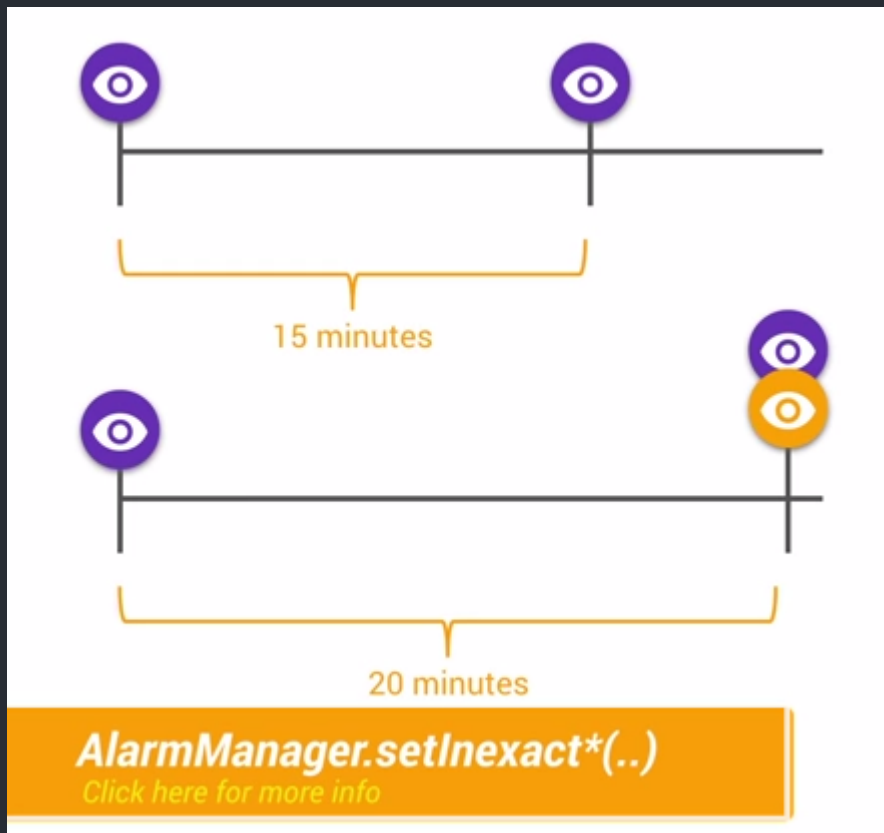 15 minutes
20 minutes
AlarmManager.setInexact*(..)
Click here for more info